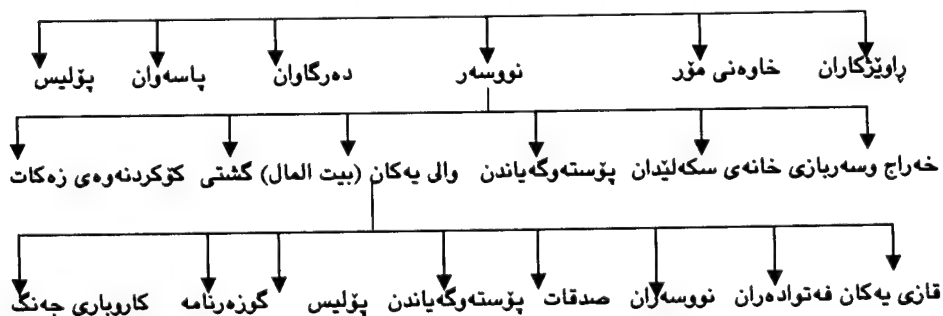 ڕاوێژکاران خاوەنی مۆر نووسەر دەرگاوان پاسەوان پۆلیس
خەراج وسەربازی خانەی سکەلێدان پۆستەوگەیاندن والی یەکان (بیت المال) گشتی کۆکردنەوەی زەکات
قازی یەکان فەتوادەران نووسەران صدقات پۆستەوگەیاندن پۆلیس گوزەرنامە کاروباری جەنگ